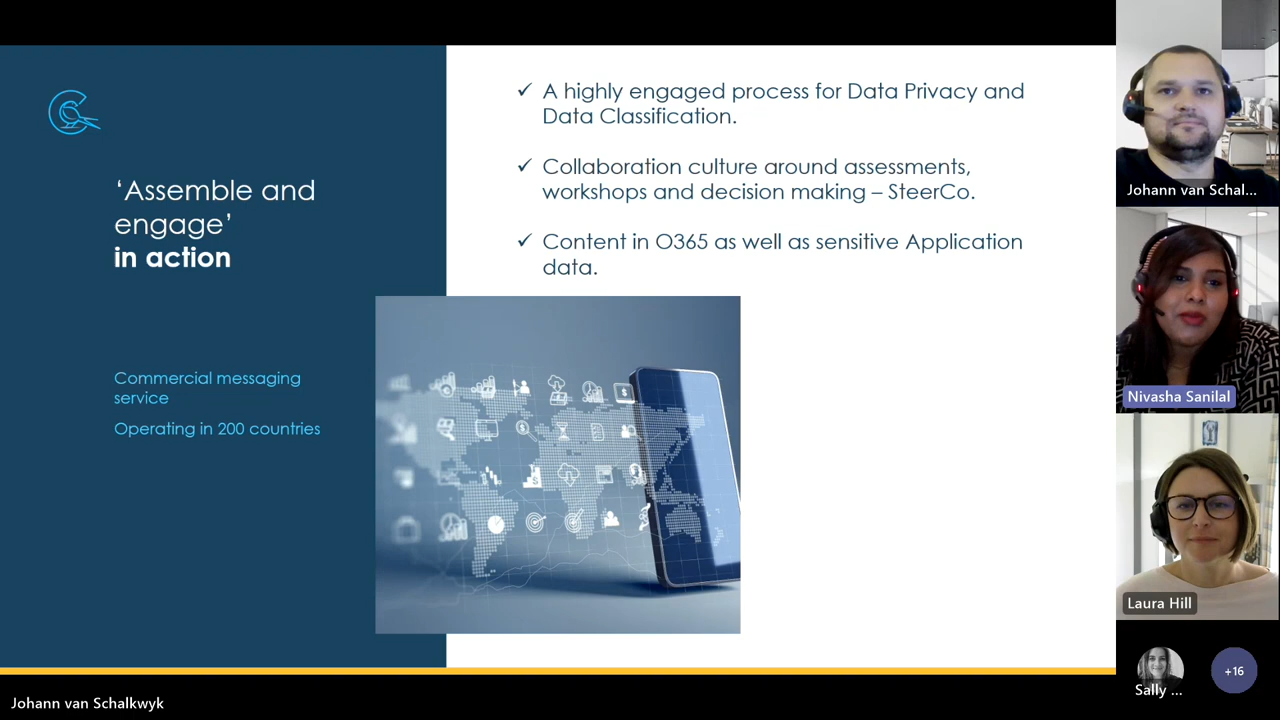 ‘Assemble and
engage’
in action
Commercial messaging
service
Operating in 200 countries
✓ A highly engaged process for Data Privacy and
Data Classification.
✓ Collaboration culture around assessments,
workshops and decision making – SteerCo.
✓ Content in O365 as well as sensitive Application
data.
Johann van Schal...
Nivasha Sanilal
Laura Hill
Sally ...
+16
Johann van Schalkwyk